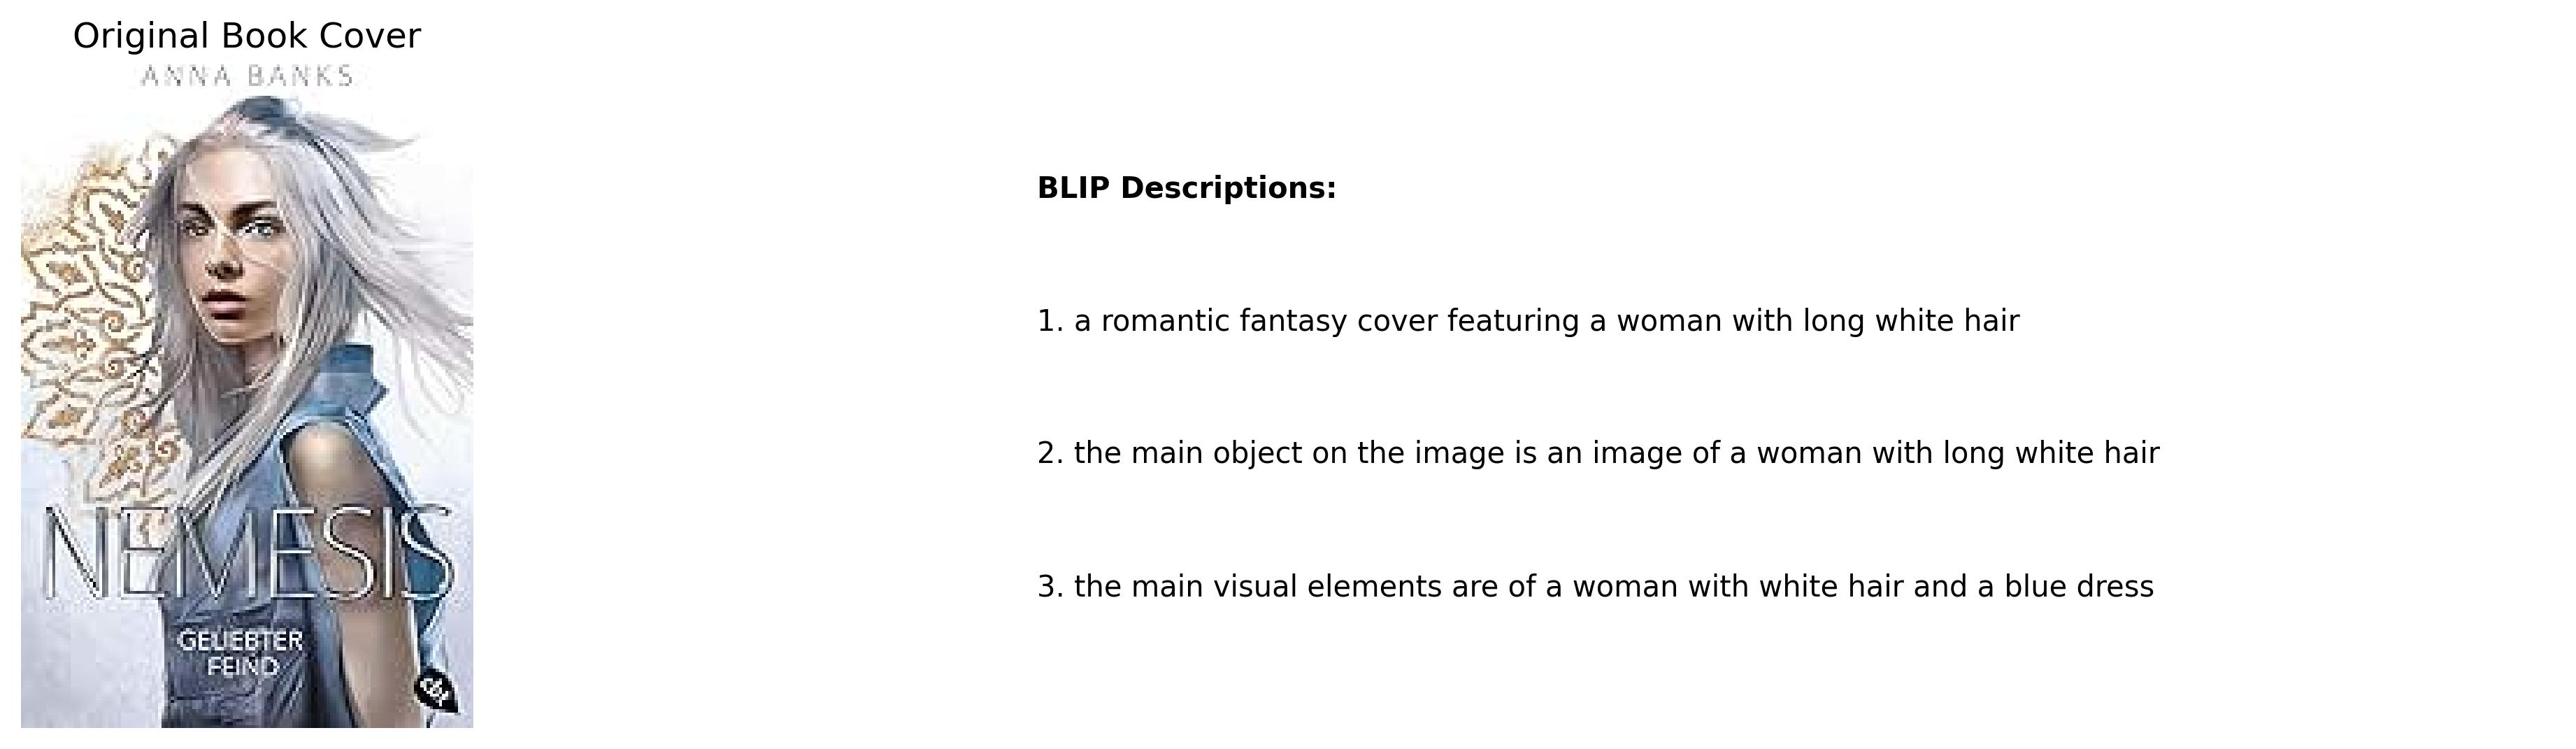 Original Book Cover
ANNA BANKS
NEMESIS
GELIEBTER
FEIND
BLIP Descriptions:
1. a romantic fantasy cover featuring a woman with long white hair
2. the main object on the image is an image of a woman with long white hair
3. the main visual elements are of a woman with white hair and a blue dress